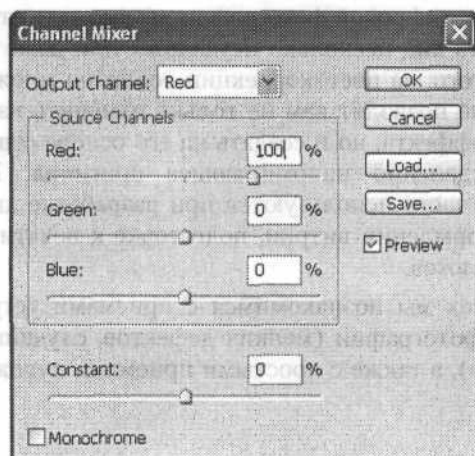 Channel Mixer
Output Channel: Red
OK
Source Channels
Cancel
Red: 100 %
Load...
Green: 0 %
Save...
Preview
Blue: 0 %
Constant: 0 %
Monochrome